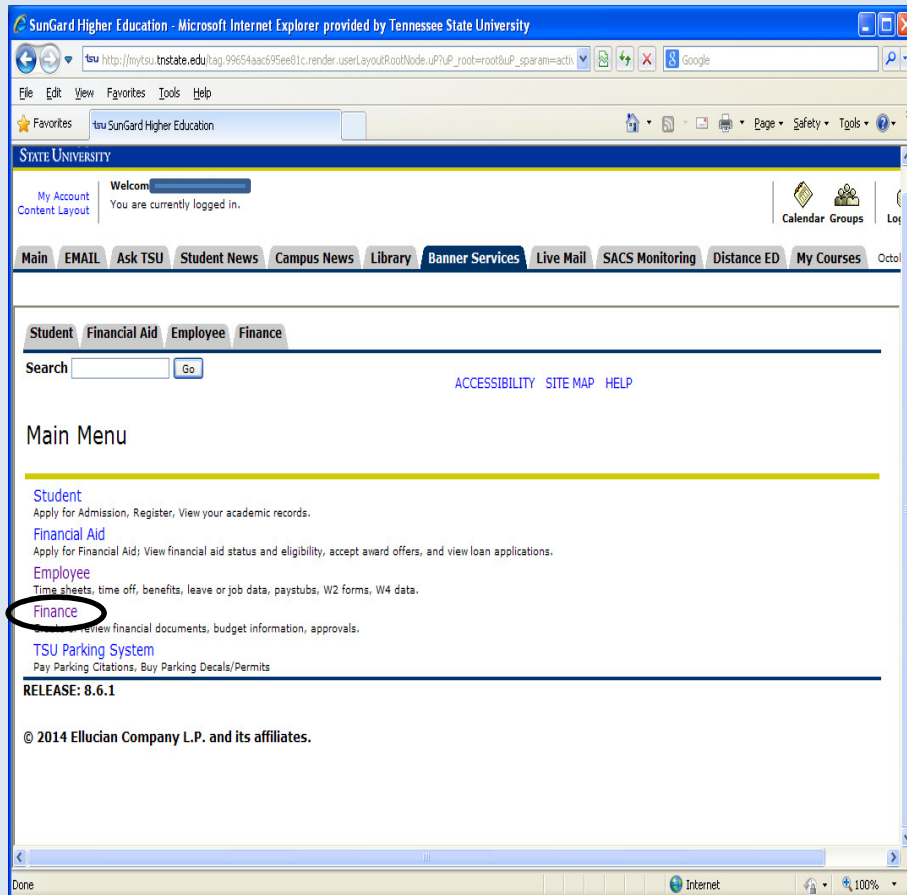 SunGard Higher Education - Microsoft Internet Explorer provided by Tennessee State University
tsu http://mytsu.tnstate.edu/tag.99654aac695ee81c.render.userLayoutRootNode.uP?uP_root=root&uP_sparam=activ Google
File Edit View Favorites Tools Help
Favorites tsu SunGard Higher Education Page Safety Tools
STATE UNIVERSITY
My Account
Content Layout
Welcom
You are currently logged in.
Calendar Groups Log
Main EMAIL Ask TSU Student News Campus News Library Banner Services Live Mail SACS Monitoring Distance ED My Courses Octol
Student Financial Aid Employee Finance
Search Go
ACCESSIBILITY SITE MAP HELP
Main Menu
Student
Apply for Admission, Register, View your academic records.
Financial Aid
Apply for Financial Aid; View financial aid status and eligibility, accept award offers, and view loan applications.
Employee
Time sheets, time off, benefits, leave or job data, paystubs, W2 forms, W4 data.
Finance
Create or review financial documents, budget information, approvals.
TSU Parking System
Pay Parking Citations, Buy Parking Decals/Permits
RELEASE: 8.6.1
© 2014 Ellucian Company L.P. and its affiliates.
Done Internet 100%